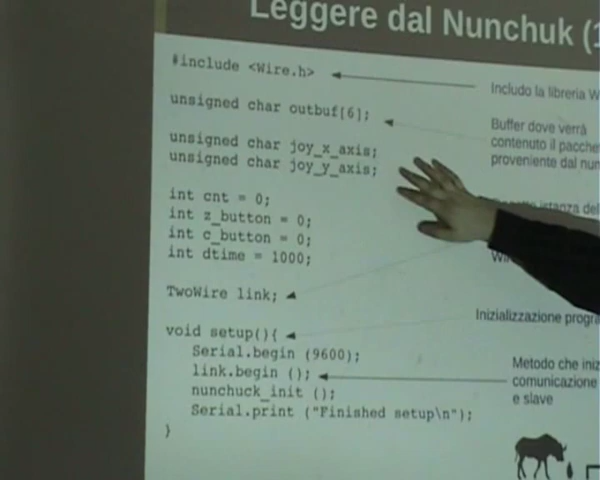 Leggere dal Nunchuk (1
#include <Wire.h>
Includo la libreria W
unsigned char outbuf[6];
Buffer dove verrà
contenuto il pacche
proveniente dal nun
unsigned char joy_x_axis;
unsigned char joy_y_axis;
int cnt = 0;
istanza del
int z_button = 0;
int c_button = 0;
int dtime = 1000;
Wir
TwoWire link;
Inizializzazione progra
void setup(){
Serial.begin (9600);
link.begin ();
nunchuck_init ();
Serial.print ("Finished setup\n");
}
Metodo che iniz
comunicazione
e slave